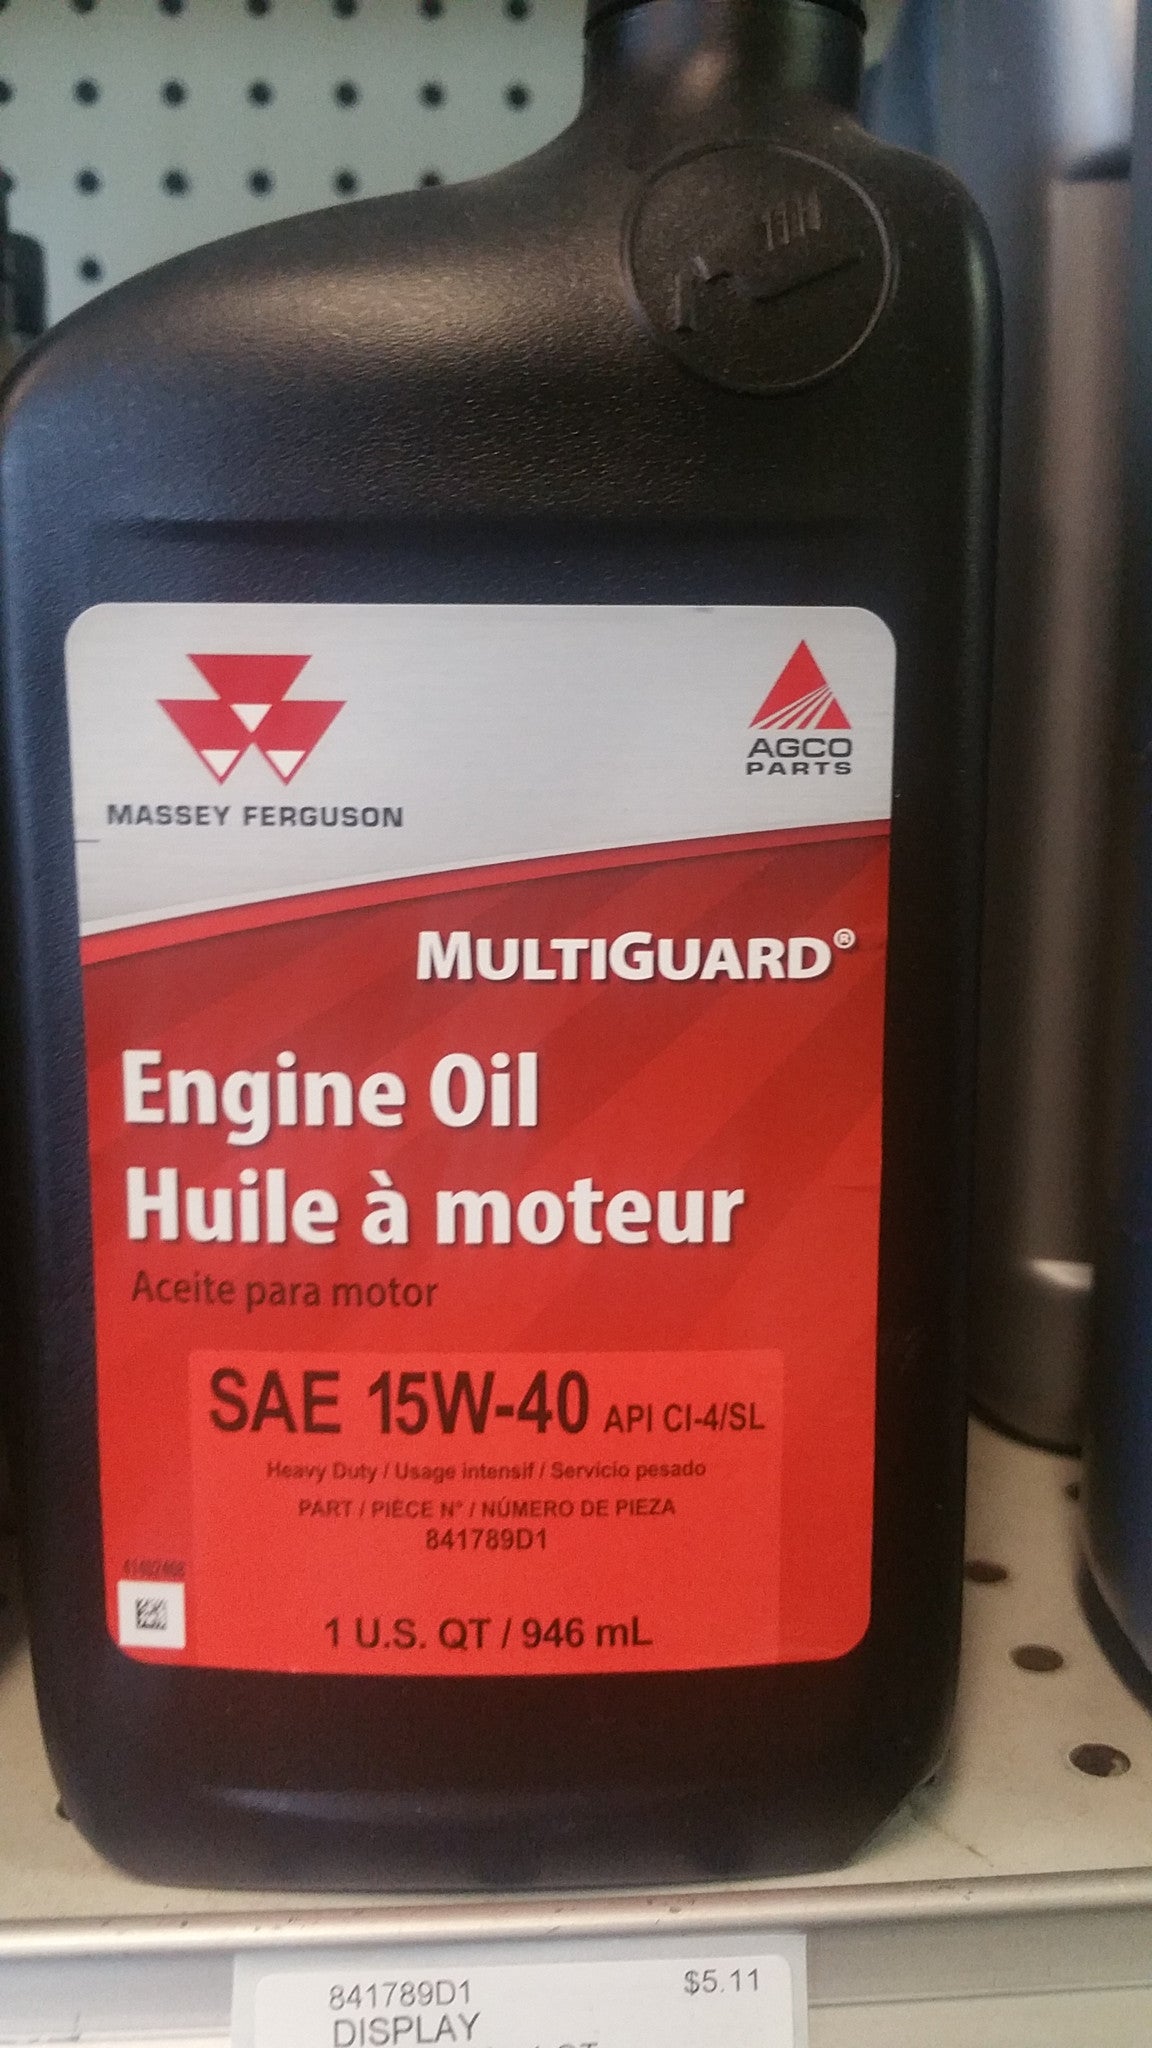 MASSEY FERGUSON
AGCO
PARTS
MULTIGUARD®
Engine Oil
Huile à moteur
Aceite para motor
SAE 15W-40 API CI-4/SL
Heavy Duty / Usage intensif / Servicio pesado
PART / PIÈCE N° / NÚMERO DE PIEZA
841789D1
1 U.S. QT / 946 mL
841789D1 $5.11
DISPLAY